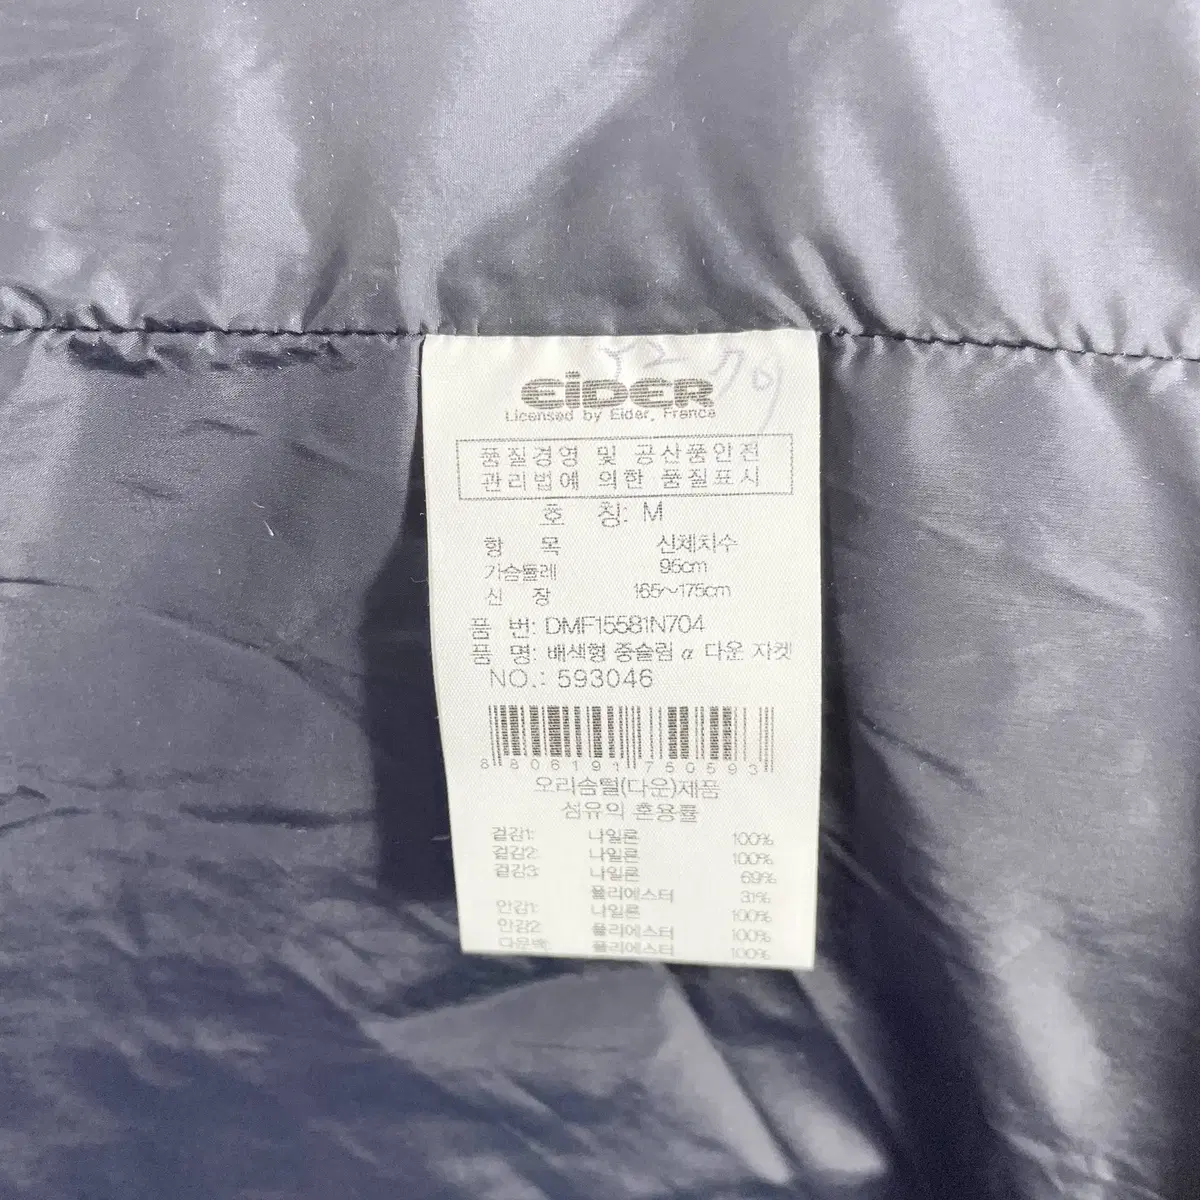 EiDER
Licensed by Eider, France
품질경영 및 공산품안전
관리법에 의한 품질표시
호 칭: M
항 목 신체치수
가슴둘레 95cm
신 장 165~175cm
품 번: DMF15581N704
품 명: 배색형 중슬림 α 다운 자켓
NO.: 593046
8 806191 750593
오리솜털(다운)제품
섬유의 혼용률
겉감1: 나일론 100%
겉감2: 나일론 100%
겉감3: 나일론 69%
폴리에스터 31%
안감1: 나일론 100%
안감2: 폴리에스터 100%
다운백: 폴리에스터 100%